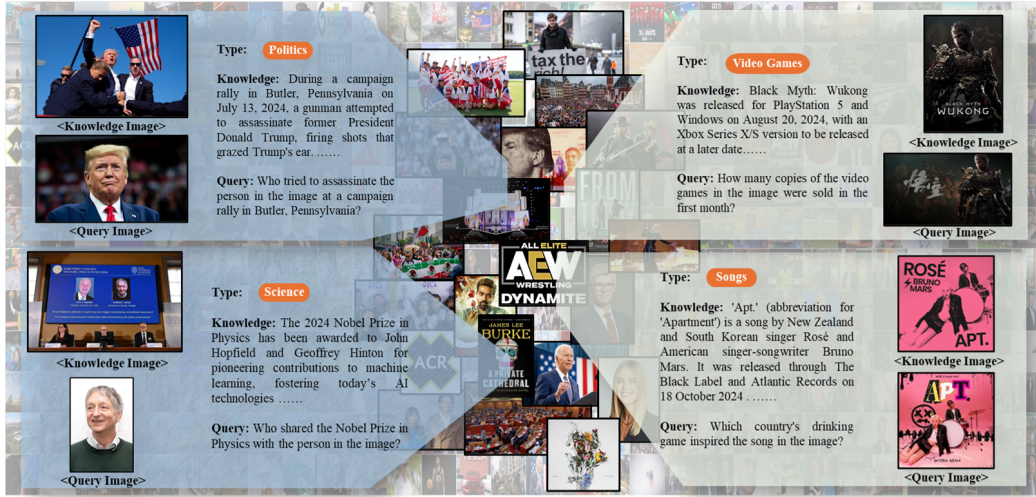 Type: Politics
Knowledge: During a campaign
rally in Butler, Pennsylvania on
July 13, 2024, a gunman attempted
to assassinate former President
Donald Trump, firing shots that
grazed Trump's ear. ……
Query: Who tried to assassinate the
person in the image at a campaign
rally in Butler, Pennsylvania?
<Knowledge Image>
<Query Image>
Type: Science
Knowledge: The 2024 Nobel Prize in
Physics has been awarded to John
Hopfield and Geoffrey Hinton for
pioneering contributions to machine
learning, fostering today's AI
technologies ……
Query: Who shared the Nobel Prize in
Physics with the person in the image?
<Knowledge Image>
<Query Image>
tax the
rich!
FROM
ALL ELITE
AEW
WRESTLING
DYNAMITE
JAMES LEE
BURKE
A PRIVATE
CATHEDRAL
ACR
Type: Video Games
Knowledge: Black Myth: Wukong
was released for PlayStation 5 and
Windows on August 20, 2024, with an
Xbox Series X/S version to be released
at a later date……
Query: How many copies of the video
games in the image were sold in the
first month?
BLACK MYTH
WUKONG
<Knowledge Image>
悟空
<Query Image>
Type: Songs
Knowledge: 'Apt.' (abbreviation for
'Apartment') is a song by New Zealand
and South Korean singer Rosé and
American singer-songwriter Bruno
Mars. It was released through The
Black Label and Atlantic Records on
18 October 2024 . ……
Query: Which country's drinking
game inspired the song in the image?
ROSÉ
& BRUNO
MARS
APT.
<Knowledge Image>
APT.
<Query Image>